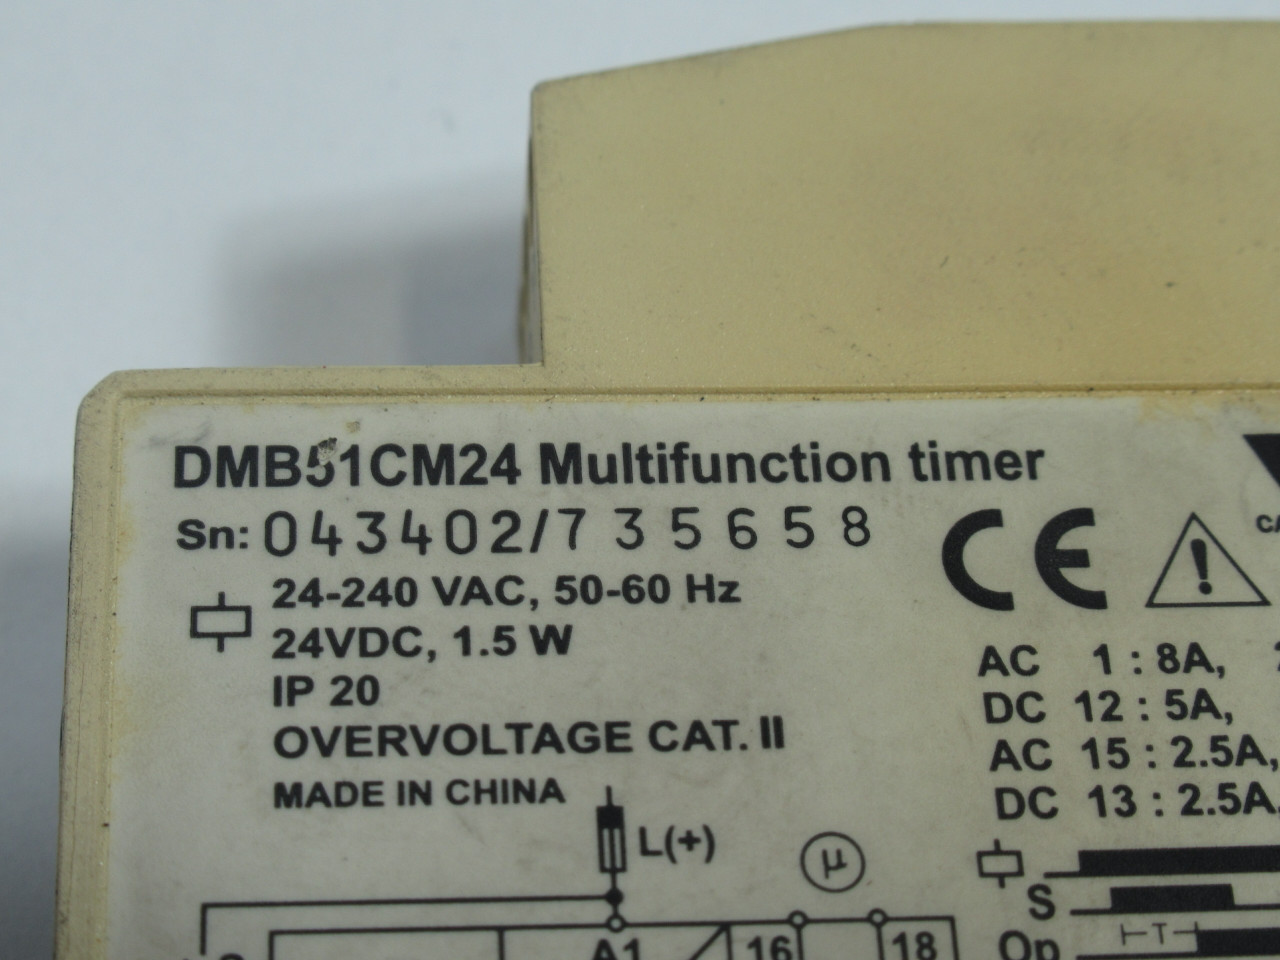 DMB51CM24 Multifunction timer
Sn: 043402/735658
CE
24-240 VAC, 50-60 Hz
24VDC, 1.5 W
IP 20
OVERVOLTAGE CAT. II
MADE IN CHINA
AC 1 : 8A,
DC 12 : 5A,
AC 15 : 2.5A,
DC 13 : 2.5A,
L(+)
μ
S
T
Op
A1 16 18